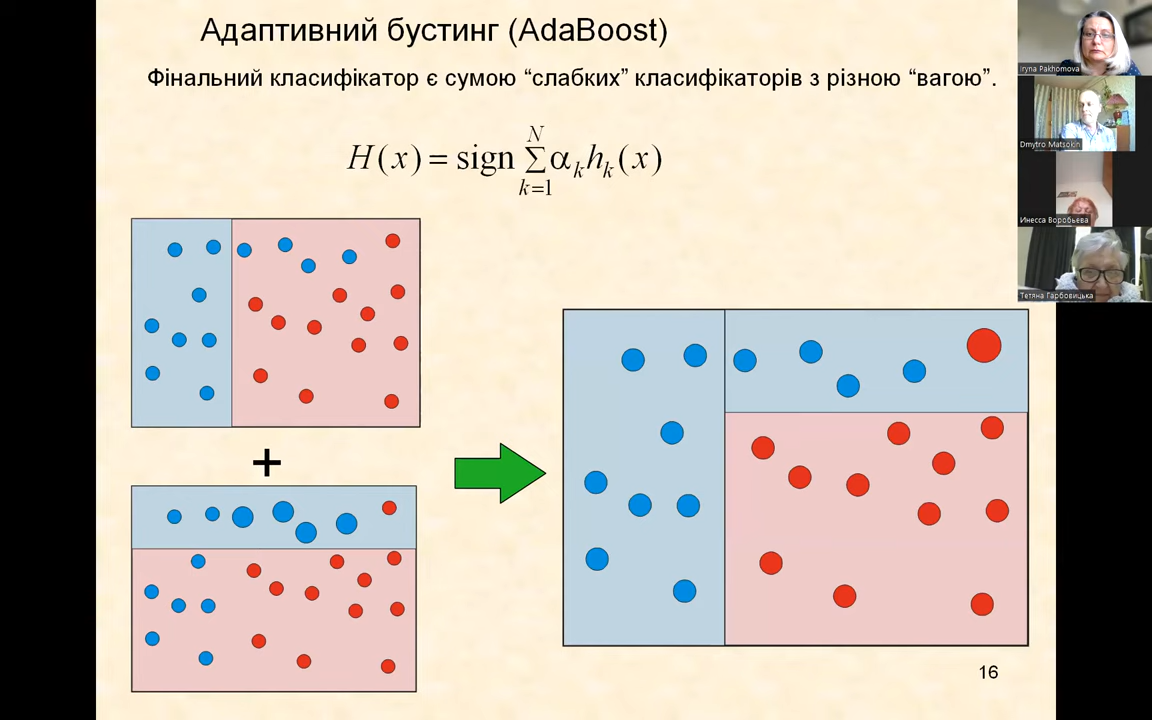 Адаптивний бустинг (AdaBoost)
Фінальний класифікатор є сумою “слабких” класифікаторів з різною “вагою”.
H(x) = sign ∑_{k=1}^{N} α_k h_k(x)
+
16
Iryna Pakhomova
Dmytro Matsokin
Инесса Воробьева
Тетяна Гарбовицька